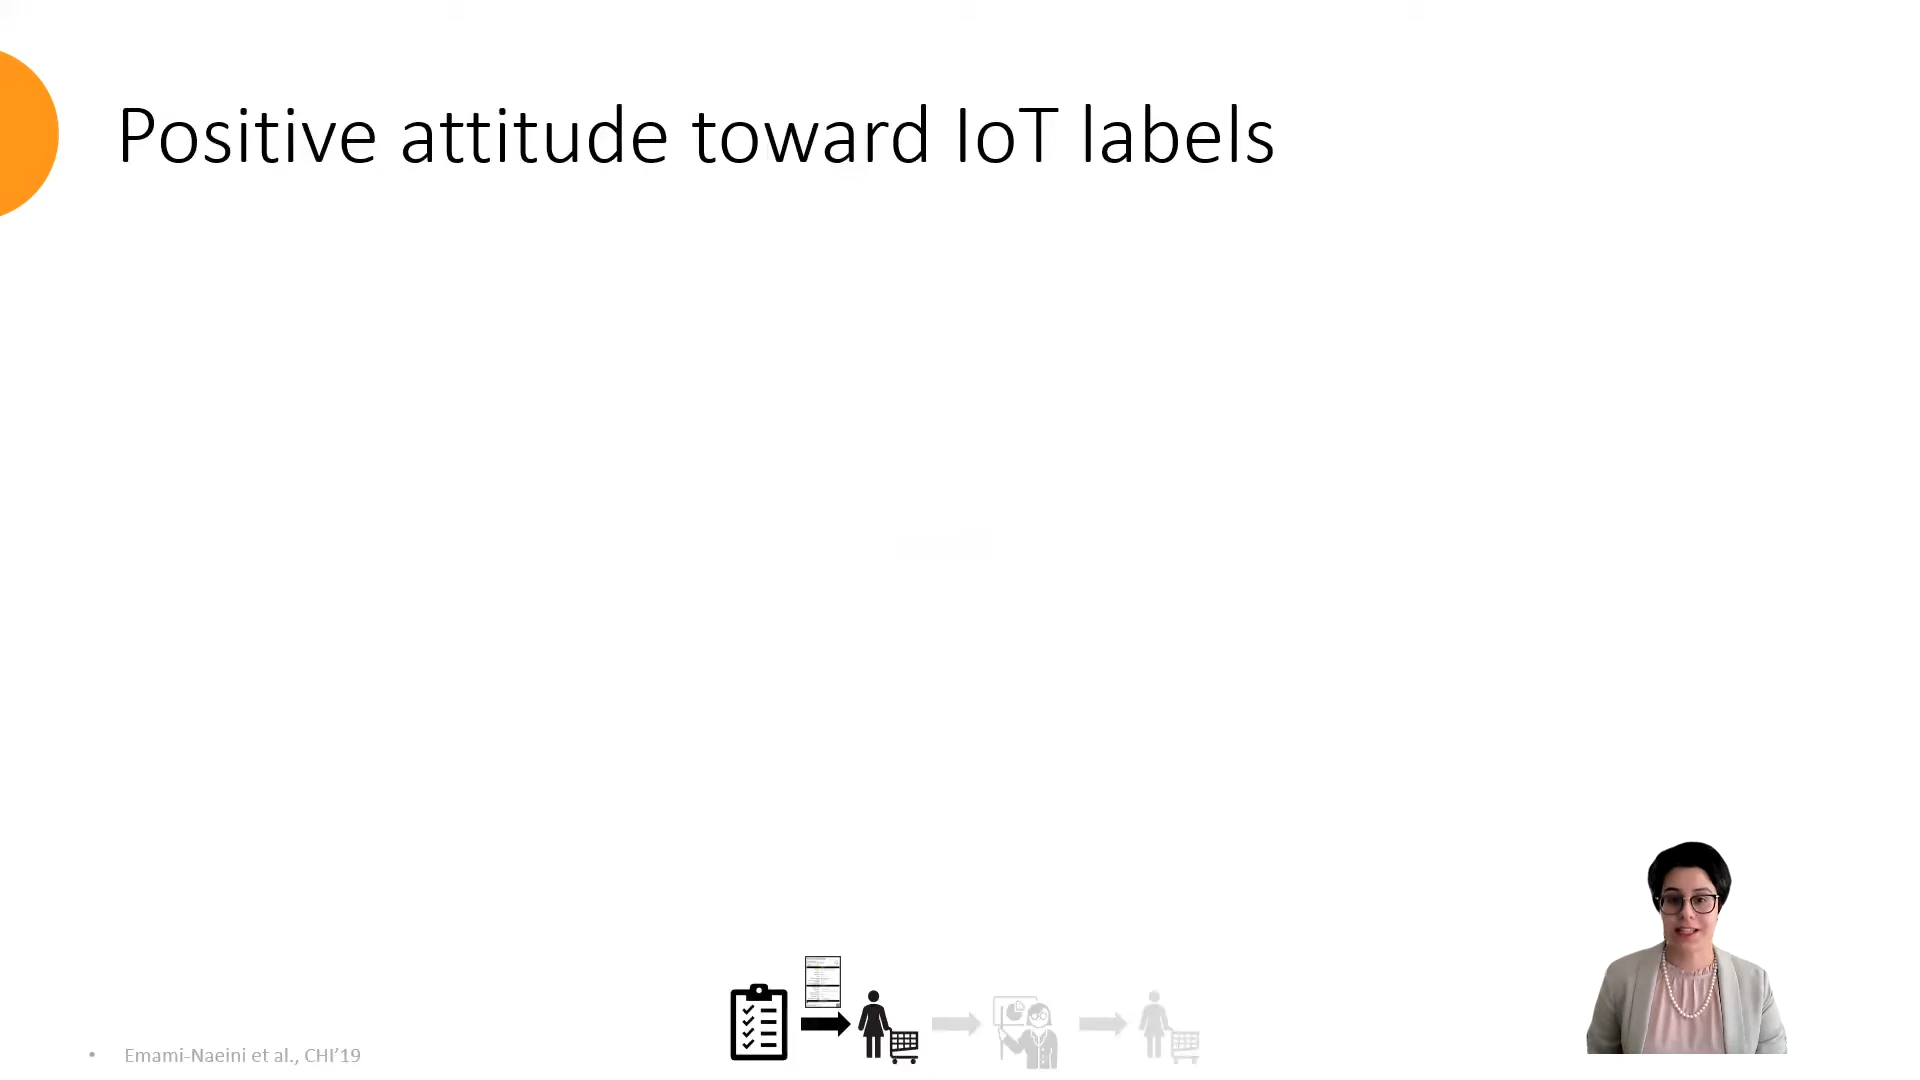 Positive attitude toward IoT labels
• Emami-Naeini et al., CHI’19